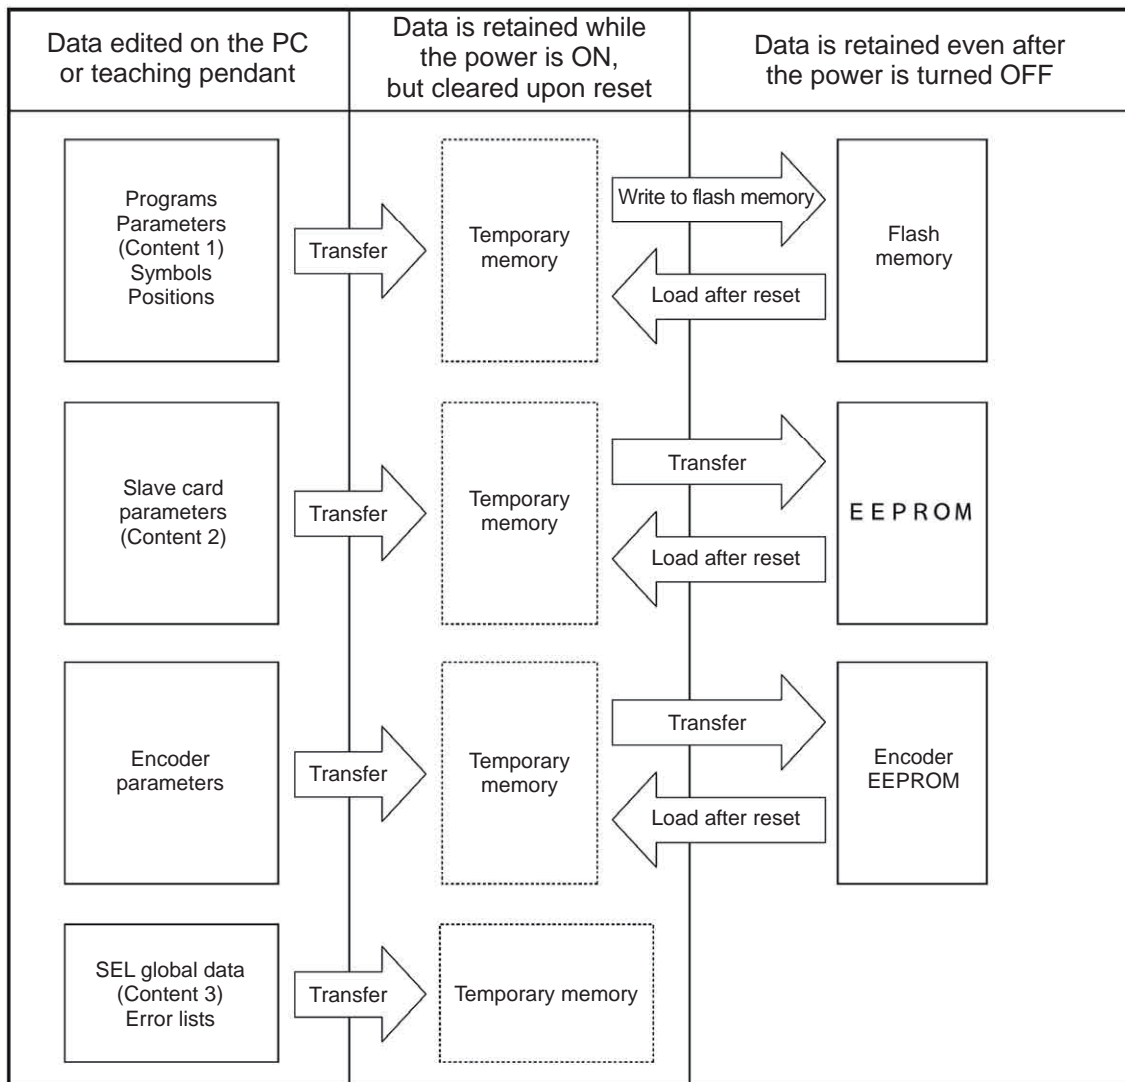 Data edited on the PC
or teaching pendant
Data is retained while
the power is ON,
but cleared upon reset
Data is retained even after
the power is turned OFF
Programs
Parameters
(Content 1)
Symbols
Positions
Transfer
Temporary
memory
Write to flash memory
Load after reset
Flash
memory
Slave card
parameters
(Content 2)
Transfer
Temporary
memory
Transfer
Load after reset
EEPROM
Encoder
parameters
Transfer
Temporary
memory
Transfer
Load after reset
Encoder
EEPROM
SEL global data
(Content 3)
Error lists
Transfer
Temporary memory